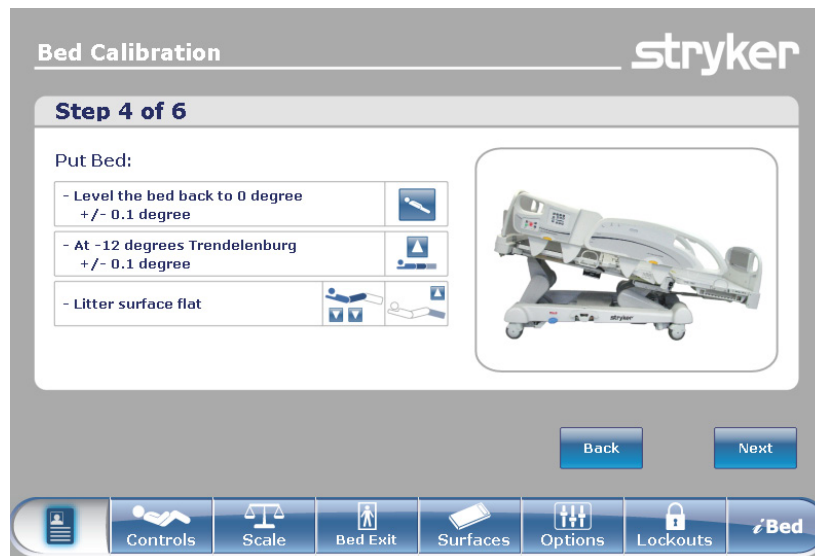 Bed Calibration
stryker
Step 4 of 6
Put Bed:
- Level the bed back to 0 degree
+/- 0.1 degree
- At -12 degrees Trendelenburg
+/- 0.1 degree
- Litter surface flat
stryker
Back
Next
Controls
Scale
Bed Exit
Surfaces
Options
Lockouts
iBed